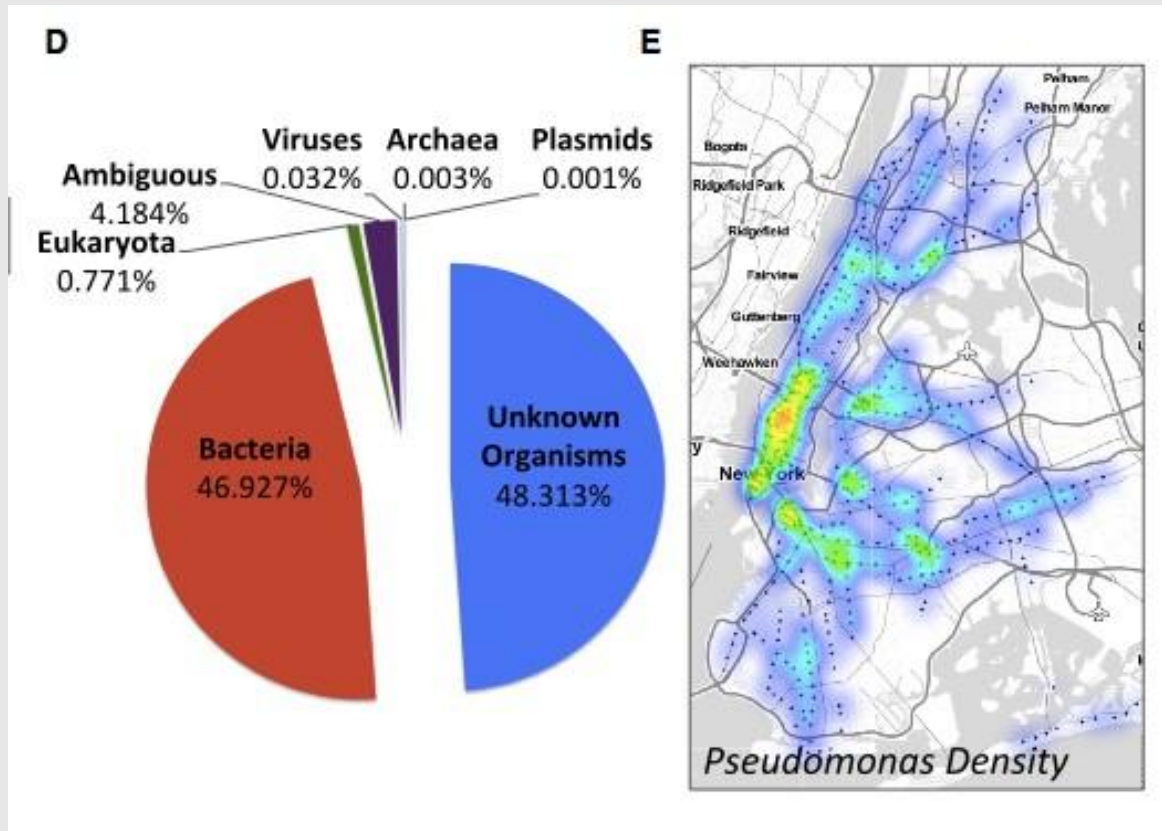 D
E
Viruses
0.032%
Archaea
0.003%
Plasmids
0.001%
Ambiguous
4.184%
Eukaryota
0.771%
Bacteria
46.927%
Unknown
Organisms
48.313%
Pelham
Pelham Manor
Bogota
Ridgefield Park
Ridgefield
Fairview
Guttenberg
Weehawken
New York
Pseudomonas Density